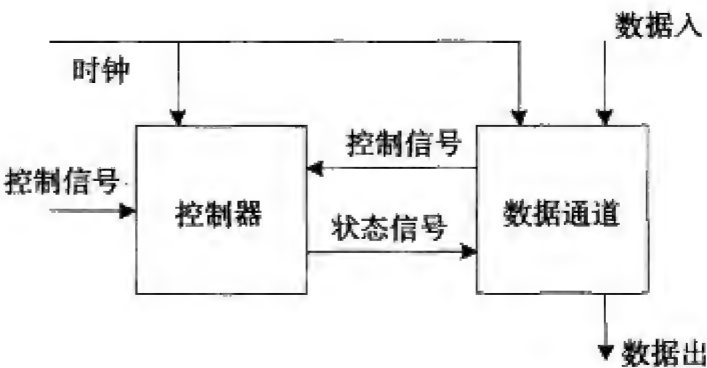 数据入
时钟
控制信号
控制信号
控制器
数据通道
状态信号
数据出